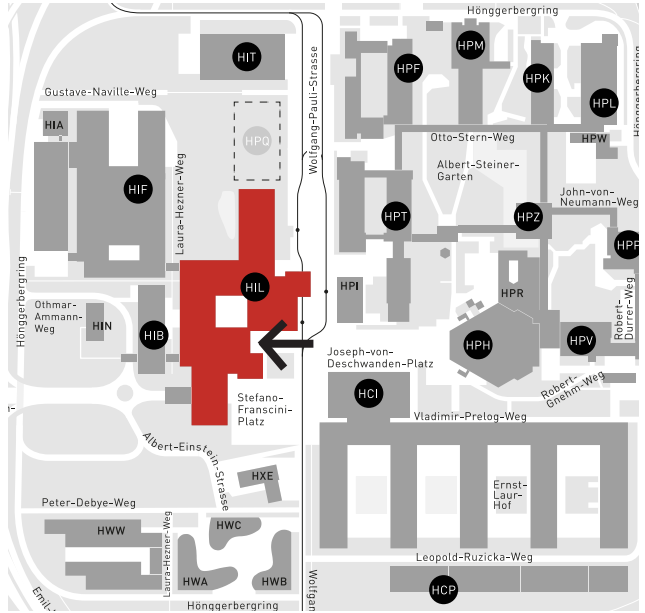 Hönggerbergring
HIT
HPF
HPM
HPK
HPL
Gustave-Naville-Weg
Wolfgang-Pauli-Strasse
Hönggerbergring
HIA
HPQ
Otto-Stern-Weg
HPW
Albert-Steiner-
Garten
HIF
Laura-Hezner-Weg
John-von-
Neumann-Weg
HPT
HPZ
HPP
Hönggerbergring
HIL
HPI
HPR
Robert-
Durrer-Weg
Othmar-
Ammann-
Weg
HIN
HIB
HPH
HPV
Joseph-von-
Deschwanden-Platz
Robert-
Gnehm-Weg
HCI
Stefano-
Franscini-
Platz
Vladimir-Prelog-Weg
Albert-Einstein-Strasse
HXE
Ernst-
Laur-
Hof
Peter-Debye-Weg
HWW
HWC
Laura-Hezner-Weg
Leopold-Ruzicka-Weg
HWA
HWB
HCP
Emil-
Hönggerbergring
Wolfgan